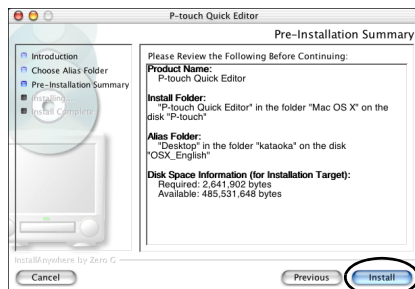 P-touch Quick Editor
Pre-Installation Summary
Introduction
Choose Alias Folder
Pre-Installation Summary
Installing...
Install Complete
Please Review the Following Before Continuing:
Product Name:
P-touch Quick Editor
Install Folder:
"P-touch Quick Editor" in the folder "Mac OS X" on the
disk "P-touch"
Alias Folder:
"Desktop" in the folder "kataoka" on the disk
"OSX_English"
Disk Space Information (for Installation Target):
Required: 2,641,902 bytes
Available: 485,531,648 bytes
InstallAnywhere by Zero G
Cancel
Previous
Install